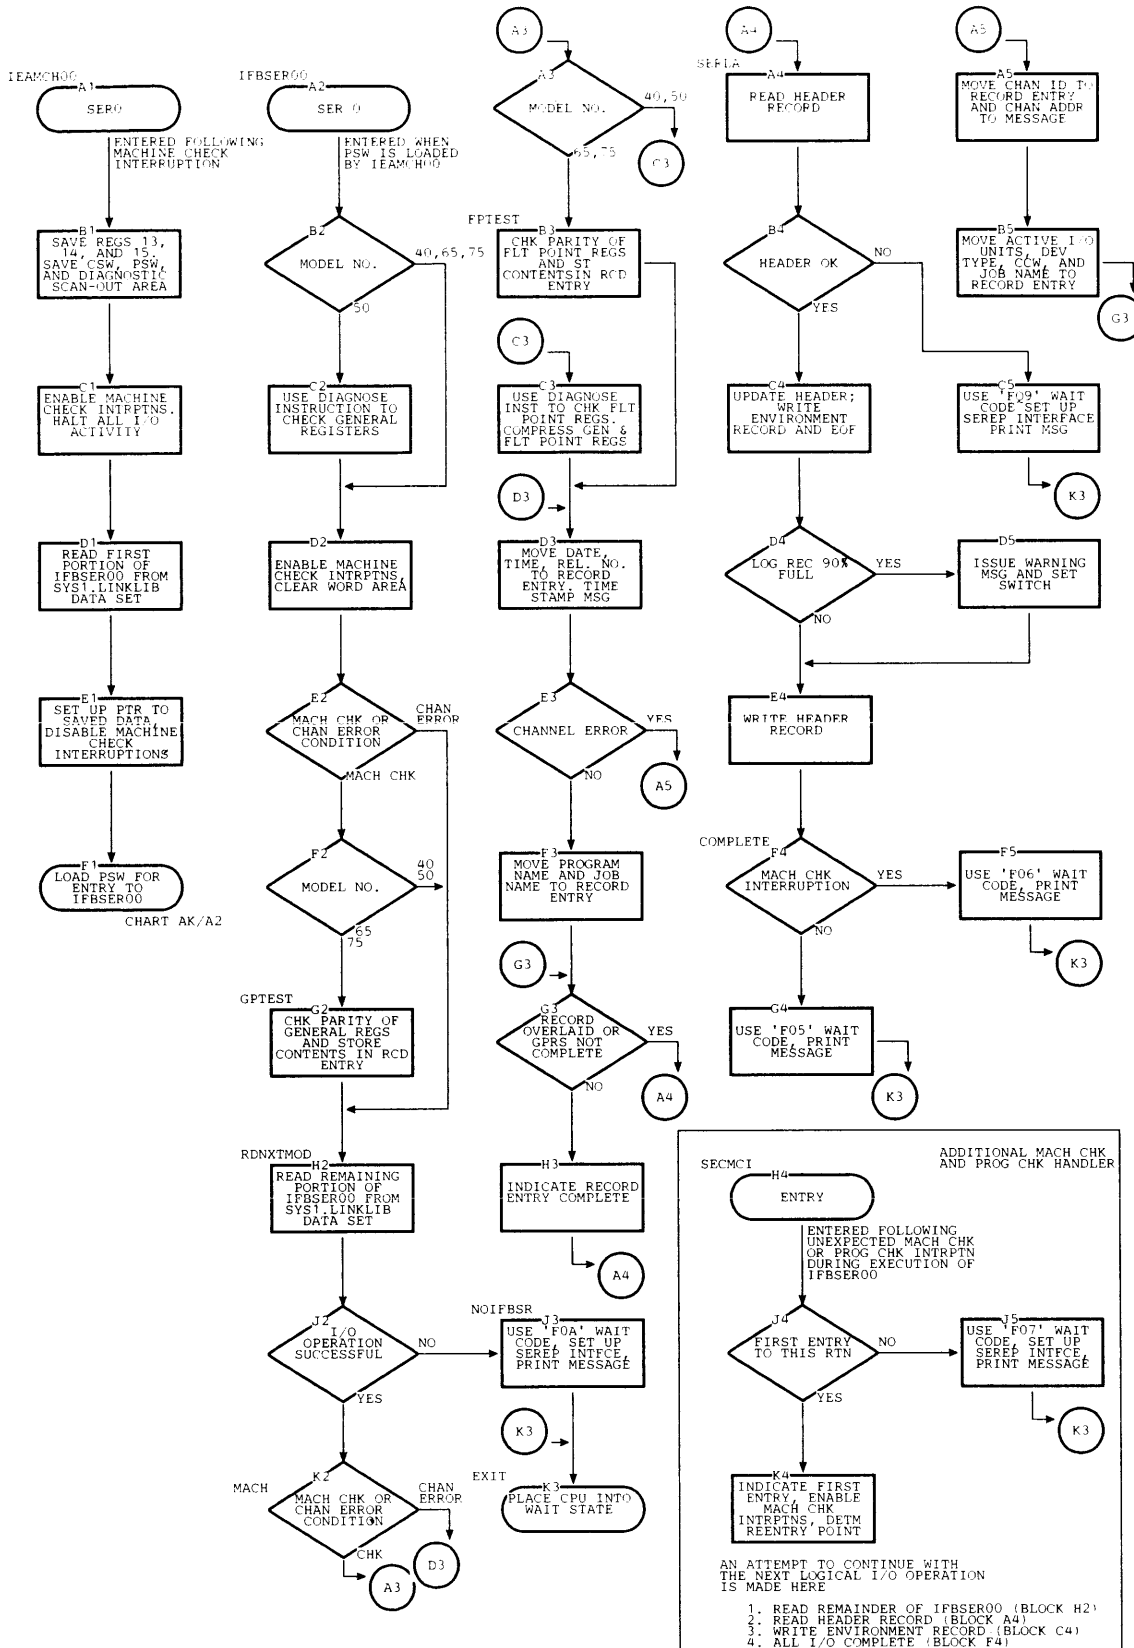 IEAMCH00
A1
SER0
ENTERED FOLLOWING
MACHINE CHECK
INTERRUPTION
B1
SAVE REGS 13,
14, AND 15.
SAVE CSW, PSW,
AND DIAGNOSTIC
SCAN-OUT AREA
C1
ENABLE MACHINE
CHECK INTRPTNS.
HALT ALL I/O
ACTIVITY
D1
READ FIRST
PORTION OF
IFBSER00 FROM
SYS1.LINKLIB
DATA SET
E1
SET UP PTR TO
SAVED DATA,
DISABLE MACHINE
CHECK
INTERRUPTIONS
F1
LOAD PSW FOR
ENTRY TO
IFBSER00
CHART AK/A2
IFBSER00
A2
SER 0
ENTERED WHEN
PSW IS LOADED
BY IEAMCH00
B2
MODEL NO.
40,65,75
50
C2
USE DIAGNOSE
INSTRUCTION TO
CHECK GENERAL
REGISTERS
D2
ENABLE MACHINE
CHECK INTRPTNS,
CLEAR WORD AREA
E2
MACH CHK OR
CHAN ERROR
CONDITION
CHAN
ERROR
MACH CHK
F2
MODEL NO.
40
50
65
75
GPTEST
G2
CHK PARITY OF
GENERAL REGS
AND STORE
CONTENTS IN RCD
ENTRY
RDNXTMOD
H2
READ REMAINING
PORTION OF
IFBSER00 FROM
SYS1.LINKLIB
DATA SET
J2
I/O
OPERATION
SUCCESSFUL
NO
YES
K2
MACH
MACH CHK OR
CHAN ERROR
CONDITION
CHAN
ERROR
CHK
A3
D3
A3
A3
MODEL NO.
40,50
65,75
C3
FPTEST
B3
CHK PARITY OF
FLT POINT REGS
AND ST
CONTENTSIN RCD
ENTRY
C3
C3
USE DIAGNOSE
INST TO CHK FLT
POINT REGS.
COMPRESS GEN &
FLT POINT REGS
D3
D3
MOVE DATE,
TIME, REL. NO.
TO RECORD
ENTRY. TIME
STAMP MSG
E3
CHANNEL ERROR
YES
NO
A5
F3
MOVE PROGRAM
NAME AND JOB
NAME TO RECORD
ENTRY
G3
G3
RECORD
OVERLAID OR
GPRS NOT
COMPLETE
YES
NO
A4
H3
INDICATE RECORD
ENTRY COMPLETE
A4
NOIFBSR
J3
USE 'F0A' WAIT
CODE, SET UP
SEREP INTFCE,
PRINT MESSAGE
K3
EXIT
K3
PLACE CPU INTO
WAIT STATE
A4
SERLA
A4
READ HEADER
RECORD
B4
HEADER OK
NO
YES
C4
UPDATE HEADER;
WRITE
ENVIRONMENT
RECORD AND EOF
D4
LOG REC 90%
FULL
YES
NO
E4
WRITE HEADER
RECORD
COMPLETE
F4
MACH CHK
INTERRUPTION
YES
NO
G4
USE 'F05' WAIT
CODE, PRINT
MESSAGE
K3
A5
A5
MOVE CHAN ID TO
RECORD ENTRY
AND CHAN ADDR
TO MESSAGE
B5
MOVE ACTIVE I/O
UNITS, DEV
TYPE, CCW, AND
JOB NAME TO
RECORD ENTRY
G3
C5
USE 'FQ9' WAIT
CODE SET UP
SEREP INTERFACE
PRINT MSG
K3
D5
ISSUE WARNING
MSG AND SET
SWITCH
F5
USE 'F06' WAIT
CODE, PRINT
MESSAGE
K3
ADDITIONAL MACH CHK
AND PROG CHK HANDLER
SECMCI
H4
ENTRY
ENTERED FOLLOWING
UNEXPECTED MACH CHK
OR PROG CHK INTRPTN
DURING EXECUTION OF
IFBSER00
J4
FIRST ENTRY
TO THIS RTN
NO
YES
J5
USE 'F07' WAIT
CODE, SET UP
SEREP INTFCE,
PRINT MESSAGE
K3
K4
INDICATE FIRST
ENTRY, ENABLE
MACH CHK
INTRPTNS, DETM
REENTRY POINT
AN ATTEMPT TO CONTINUE WITH
THE NEXT LOGICAL I/O OPERATION
IS MADE HERE
1. READ REMAINDER OF IFBSER00 (BLOCK H2)
2. READ HEADER RECORD (BLOCK A4)
3. WRITE ENVIRONMENT RECORD (BLOCK C4)
4. ALL I/O COMPLETE (BLOCK F4)